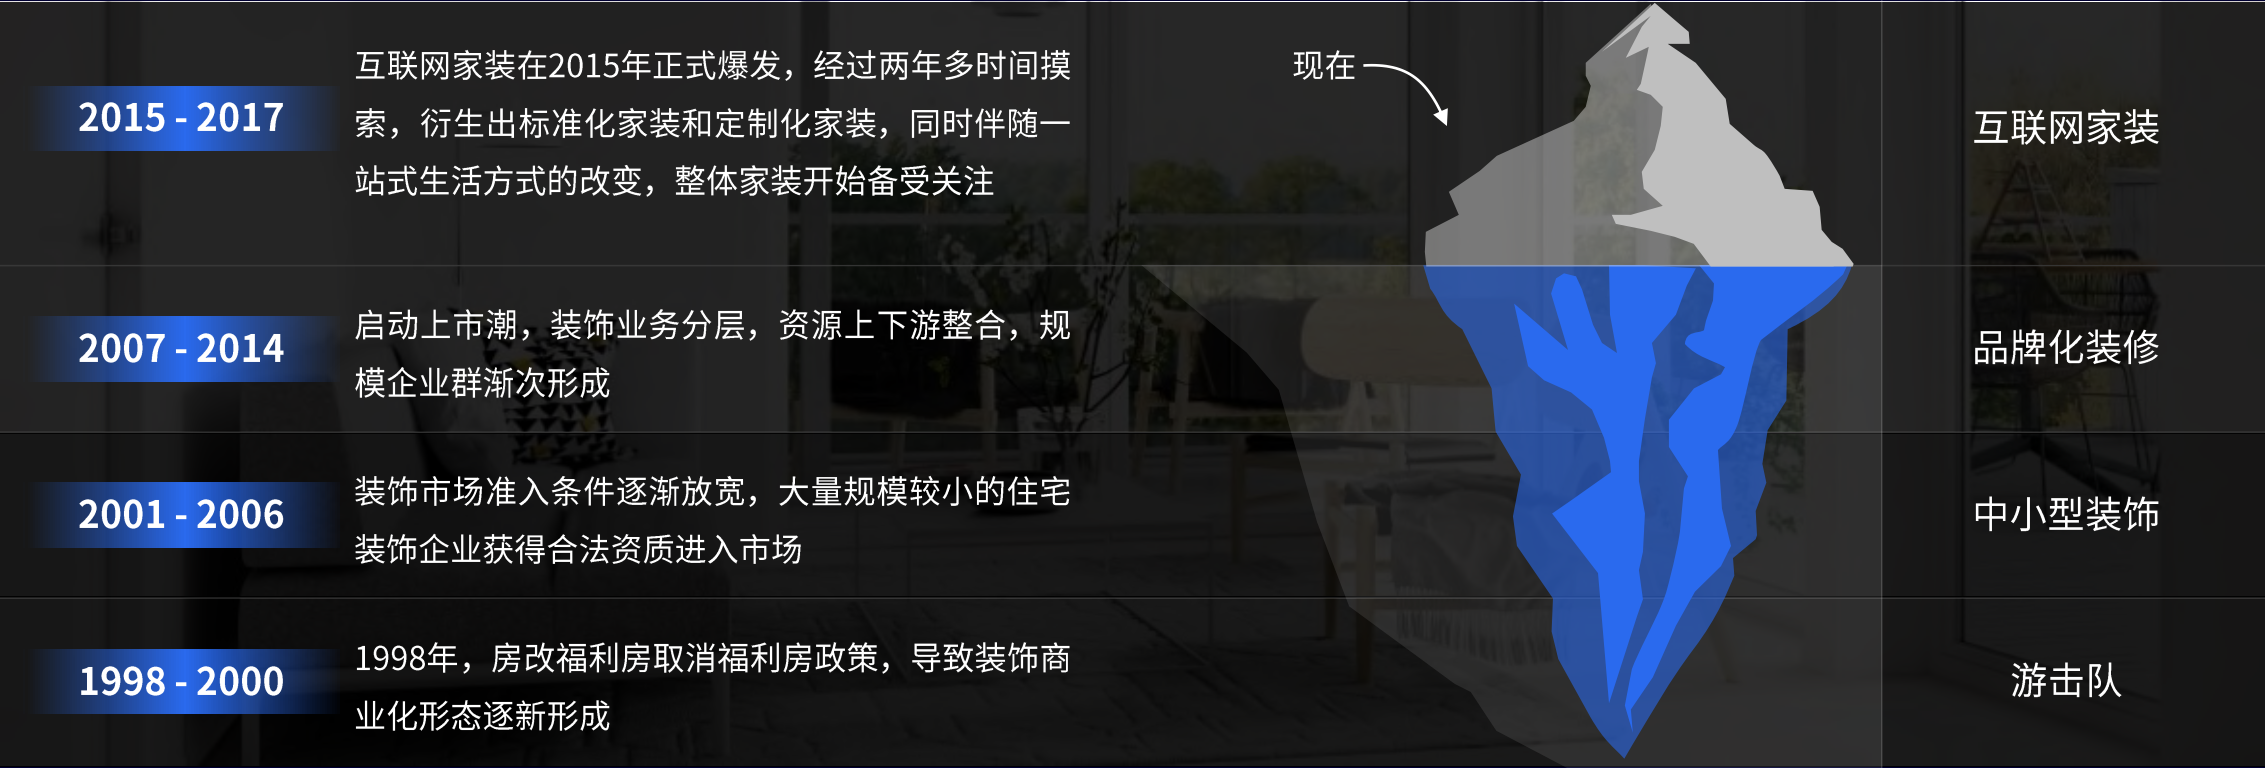 2015 - 2017
互联网家装在2015年正式爆发，经过两年多时间摸
索，衍生出标准化家装和定制化家装，同时伴随一
站式生活方式的改变，整体家装开始备受关注
现在
互联网家装
2007 - 2014
启动上市潮，装饰业务分层，资源上下游整合，规
模企业群渐次形成
品牌化装修
2001 - 2006
装饰市场准入条件逐渐放宽，大量规模较小的住宅
装饰企业获得合法资质进入市场
中小型装饰
1998 - 2000
1998年，房改福利房取消福利房政策，导致装饰商
业化形态逐新形成
游击队